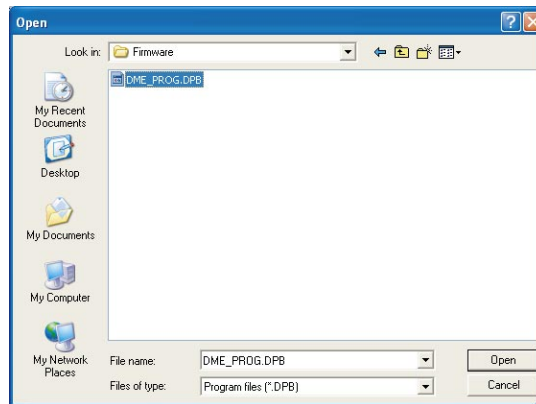 Open
Look in: Firmware
DME_PROG.DPB
My Recent
Documents
Desktop
My Documents
My Computer
My Network
Places
File name: DME_PROG.DPB Open
Files of type: Program files (*.DPB) Cancel